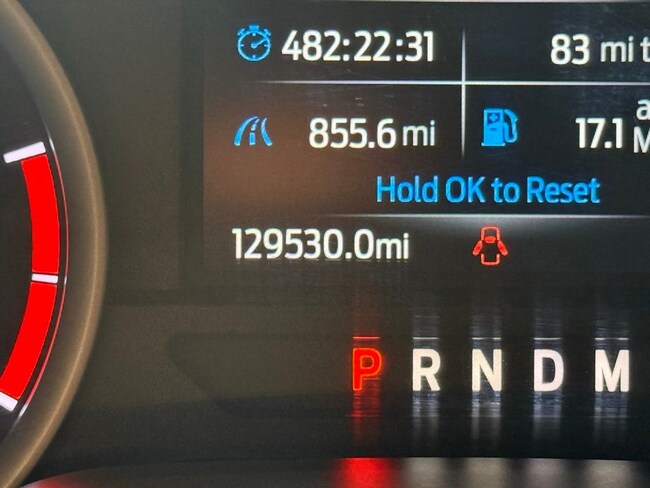 482:22:31 83 mi t
855.6 mi 17.1
Hold OK to Reset
129530.0mi
P R N D M